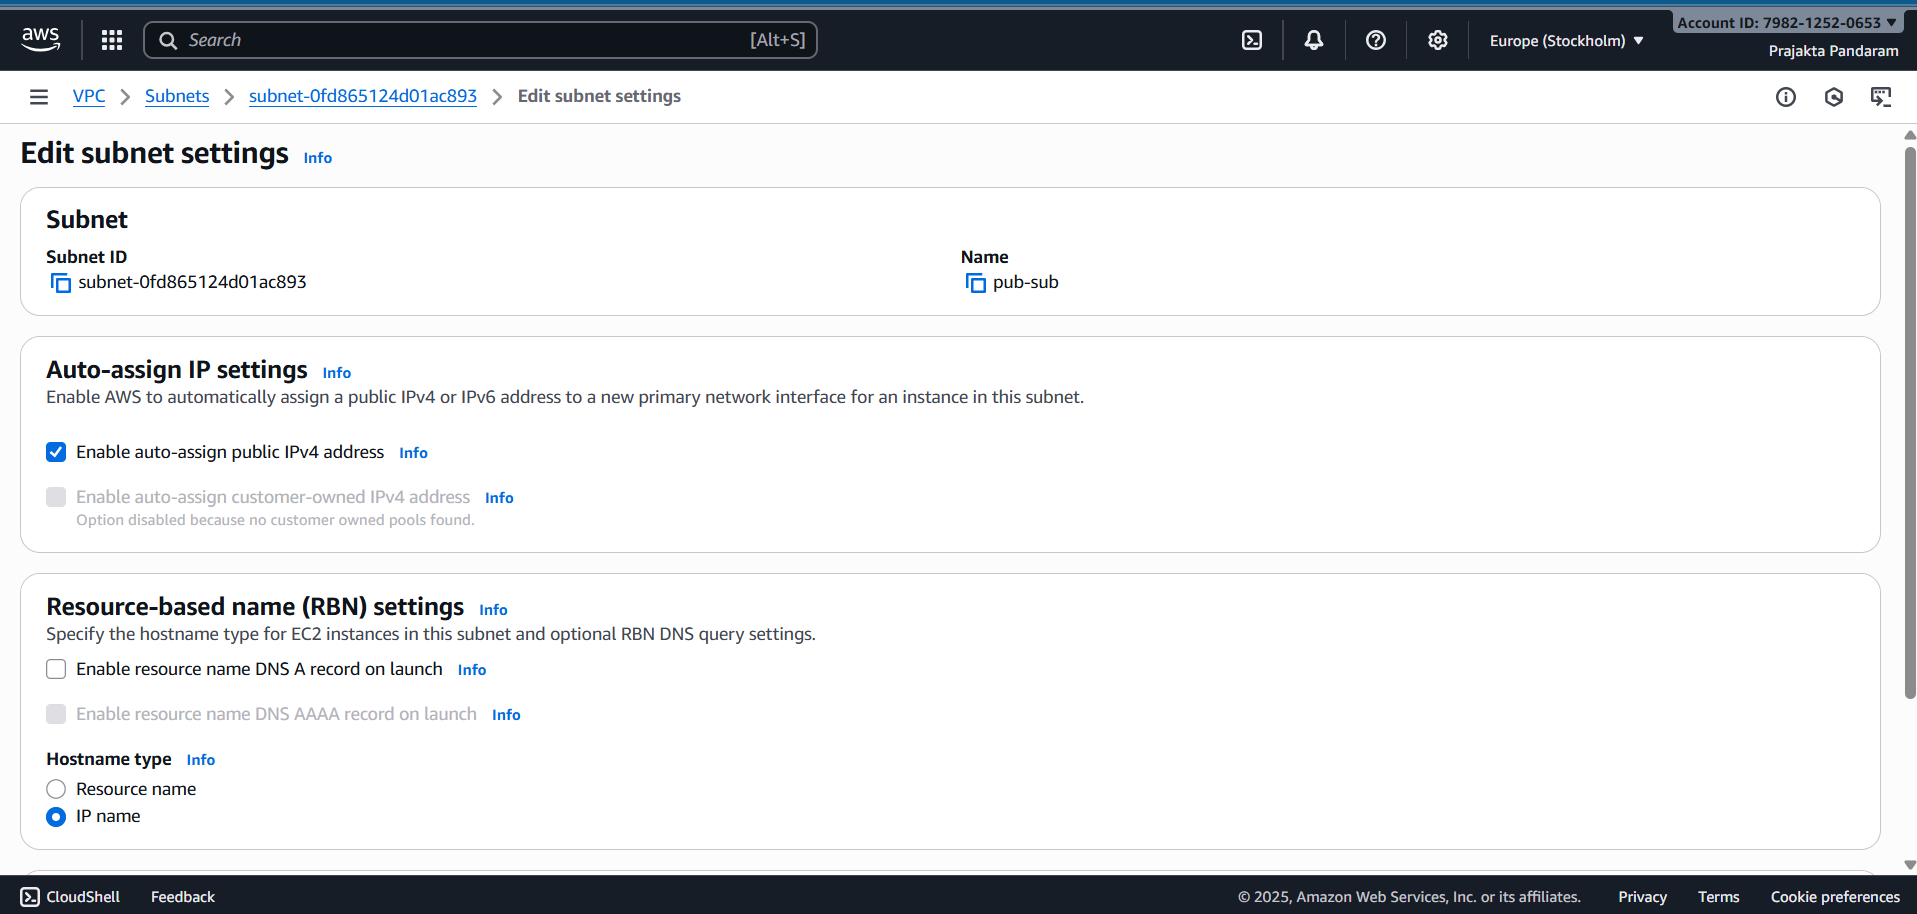 aws
Search [Alt+S]
Europe (Stockholm) ▼
Account ID: 7982-1252-0653 ▼
Prajakta Pandaram
VPC > Subnets > subnet-0fd865124d01ac893 > Edit subnet settings
Edit subnet settings Info
Subnet
Subnet ID
subnet-0fd865124d01ac893
Name
pub-sub
Auto-assign IP settings Info
Enable AWS to automatically assign a public IPv4 or IPv6 address to a new primary network interface for an instance in this subnet.
Enable auto-assign public IPv4 address Info
Enable auto-assign customer-owned IPv4 address Info
Option disabled because no customer owned pools found.
Resource-based name (RBN) settings Info
Specify the hostname type for EC2 instances in this subnet and optional RBN DNS query settings.
Enable resource name DNS A record on launch Info
Enable resource name DNS AAAA record on launch Info
Hostname type Info
Resource name
IP name
CloudShell Feedback © 2025, Amazon Web Services, Inc. or its affiliates. Privacy Terms Cookie preferences